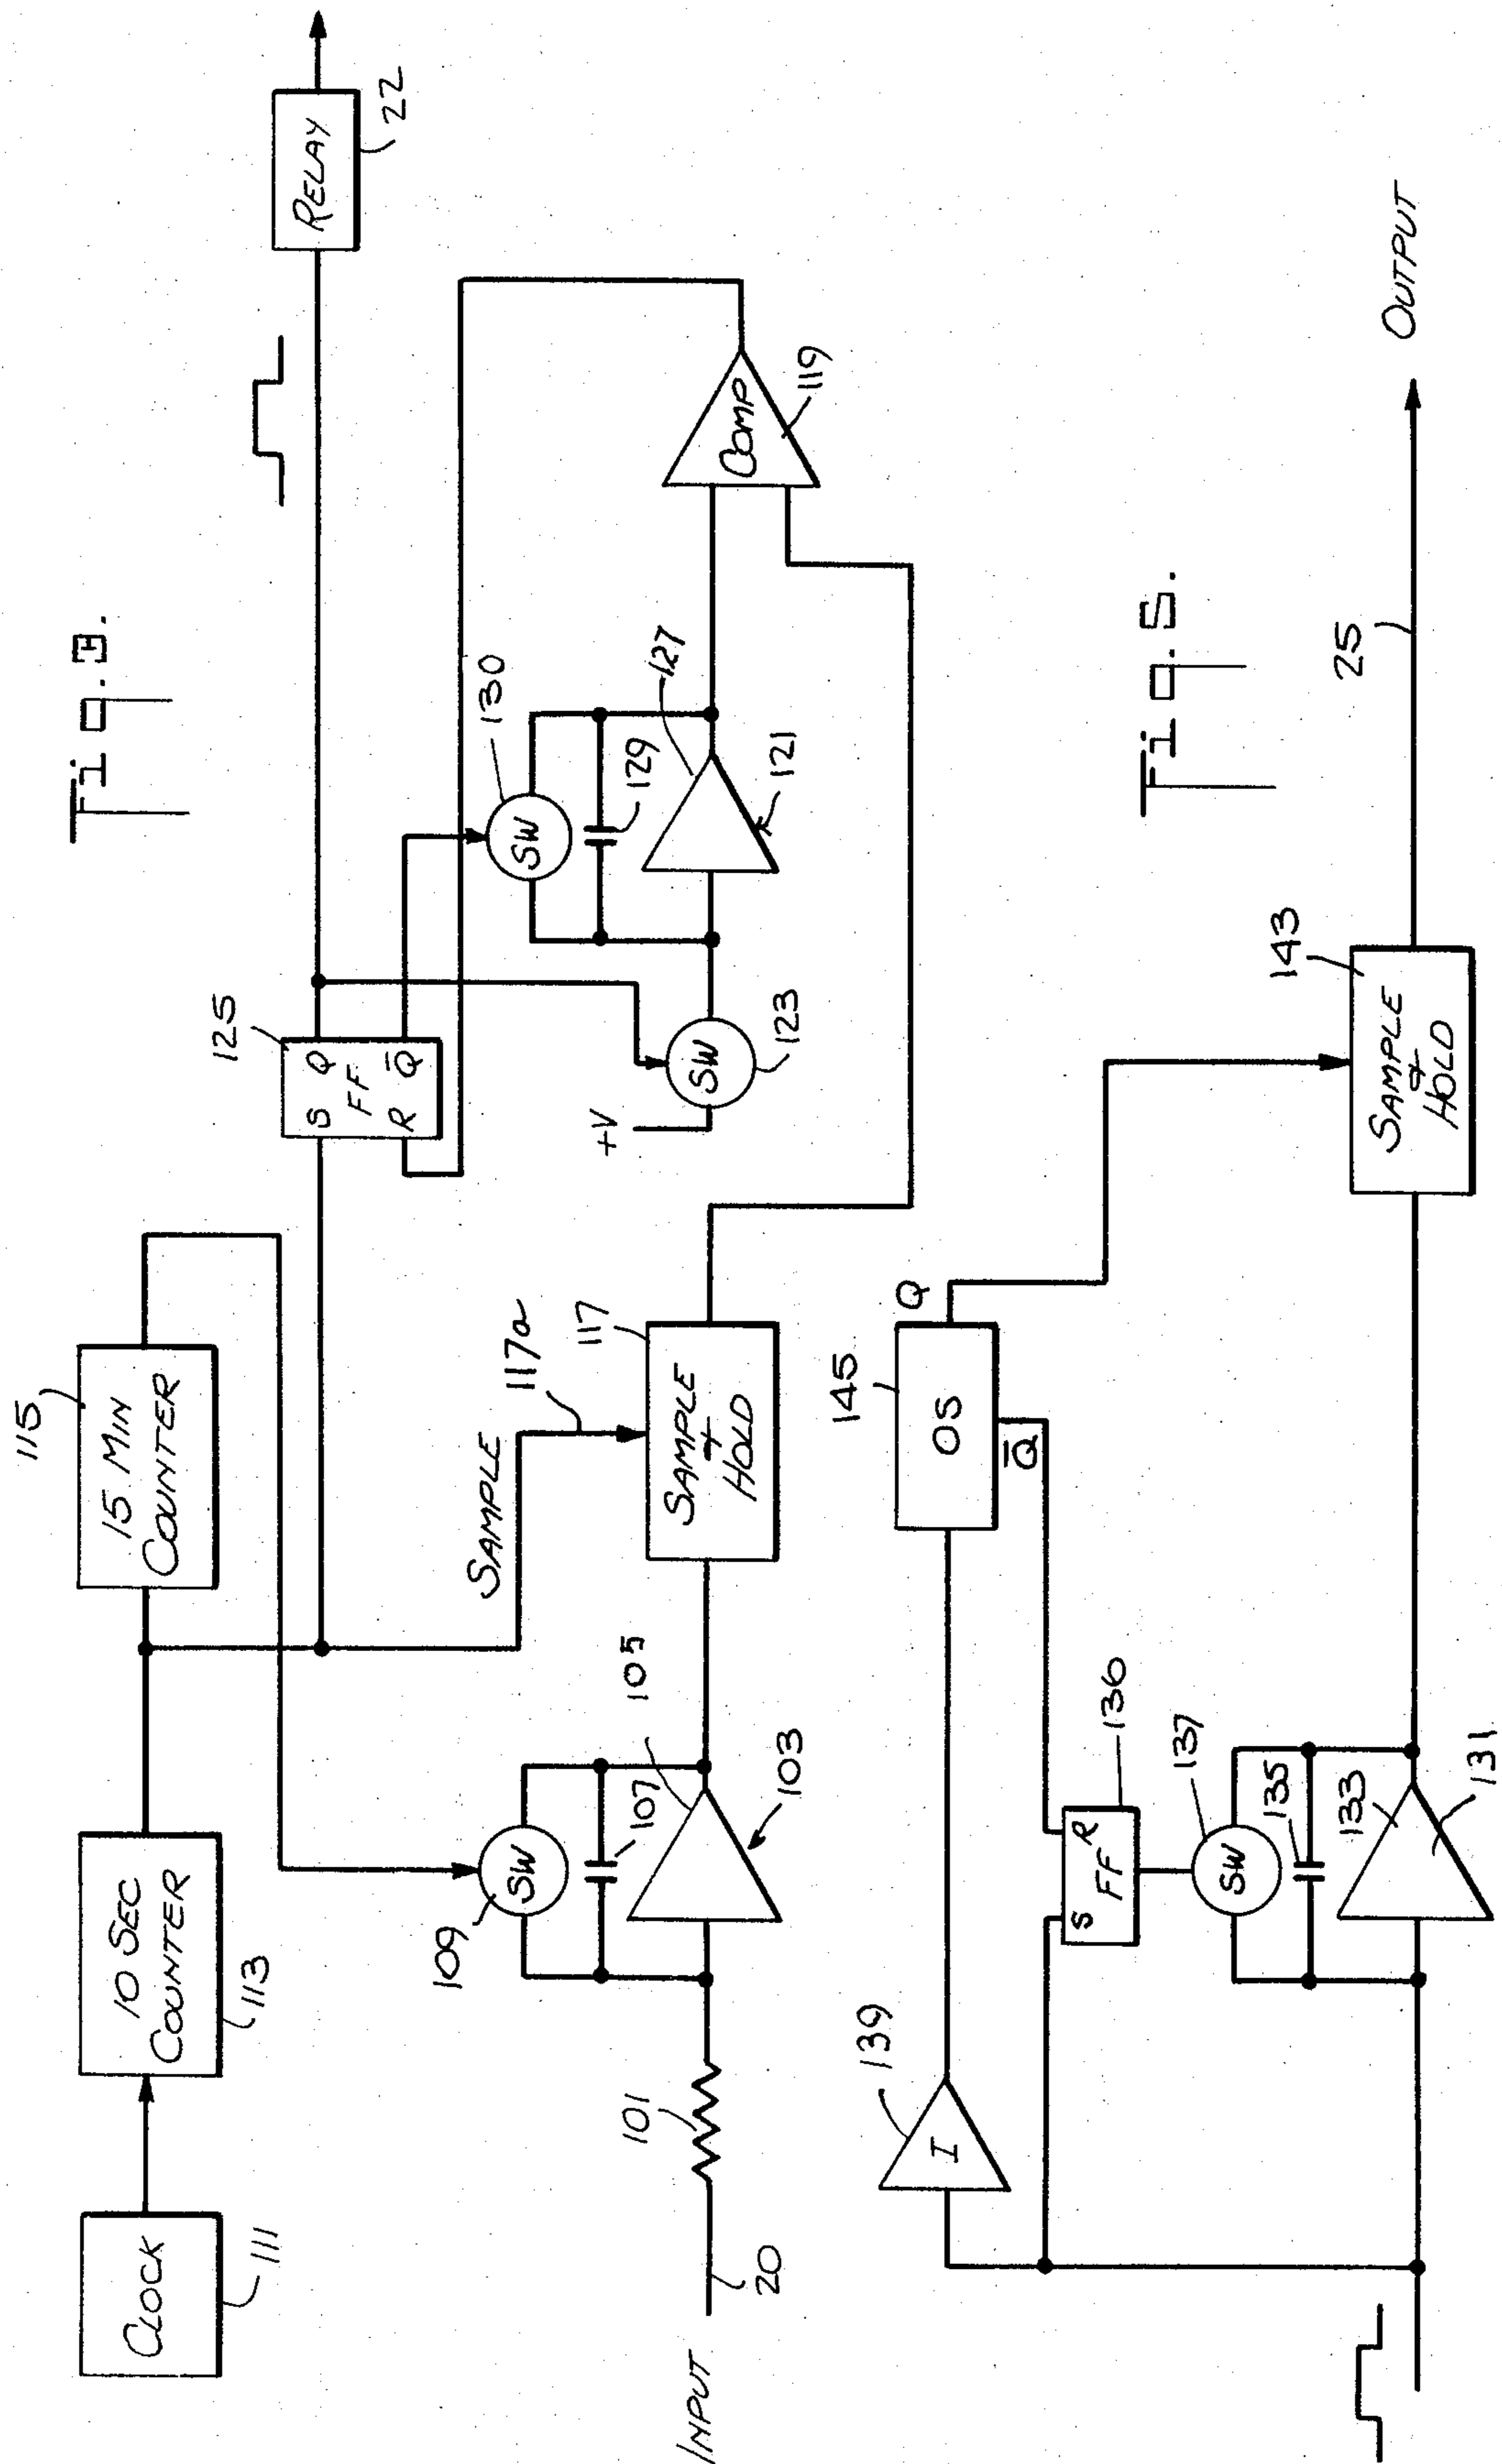 Fig. 3.
CLOCK
111
10 SEC
COUNTER
113
15 MIN
COUNTER
115
INPUT
20
101
SW
109
107
105
103
SAMPLE
117a
117
SAMPLE
&
HOLD
125
S Q
FF
R Q̅
+V
SW
123
SW
130
129
127
121
COMP
119
RELAY
22
Fig. 5.
I
139
OS
145
Q
Q̅
S FF R
136
SW
137
135
133
131
SAMPLE
&
HOLD
143
25
OUTPUT